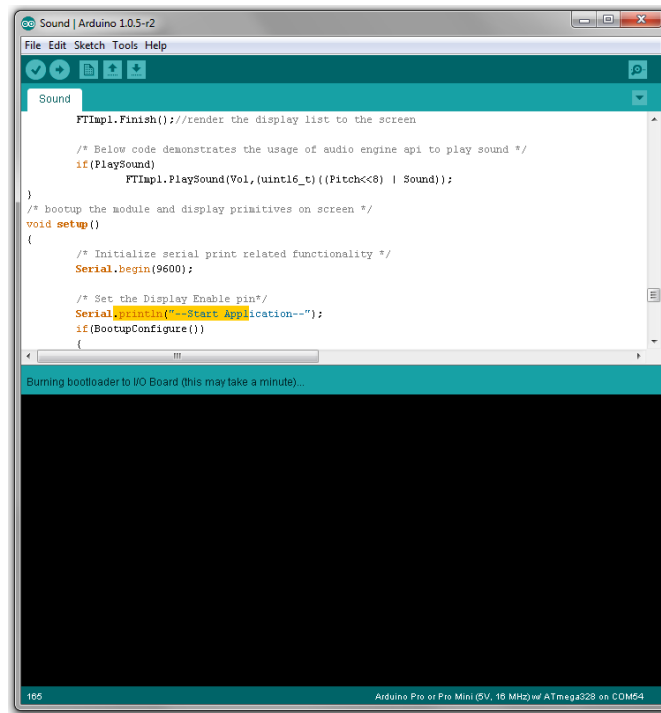 Sound | Arduino 1.0.5-r2
File Edit Sketch Tools Help
Sound
FTImpl.Finish();//render the display list to the screen
/* Below code demonstrates the usage of audio engine api to play sound */
if(PlaySound)
FTImpl.PlaySound(Vol,(uint16_t)((Pitch<<8) | Sound));
}
/* bootup the module and display primitives on screen */
void setup()
{
/* Initialize serial print related functionality */
Serial.begin(9600);
/* Set the Display Enable pin*/
Serial.println("--Start Application--");
if(BootupConfigure())
{
Burning bootloader to I/O Board (this may take a minute)...
165
Arduino Pro or Pro Mini (5V, 16 MHz) w/ ATmega328 on COM54